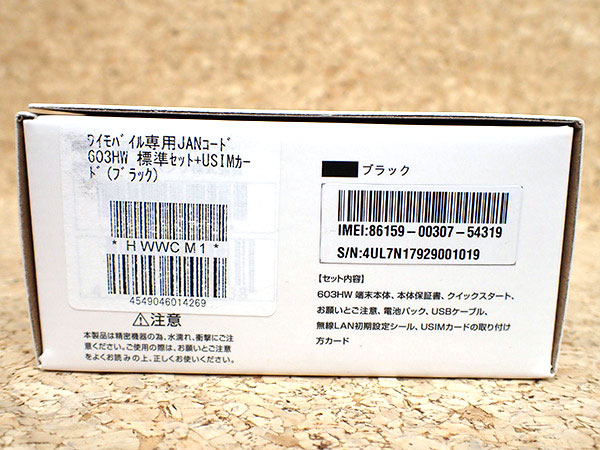 ワイモバイル専用JANコード
603HW 標準セット+USIMカー
ド(ブラック)
* HWWCM1 *
4549046014269
⚠注意
本製品は精密機器の為、水濡れ、衝撃にご注
意ください。ご使用の際は、お願いとご注意
をよくお読みの上、正しくお使いください。
ブラック
IMEI:86159-00307-54319
S/N:4UL7N17929001019
【セット内容】
603HW 端末本体、本体保証書、クイックスタート、
お願いとご注意、電池パック、USBケーブル、
無線LAN初期設定シール、USIMカードの取り付け
方カード